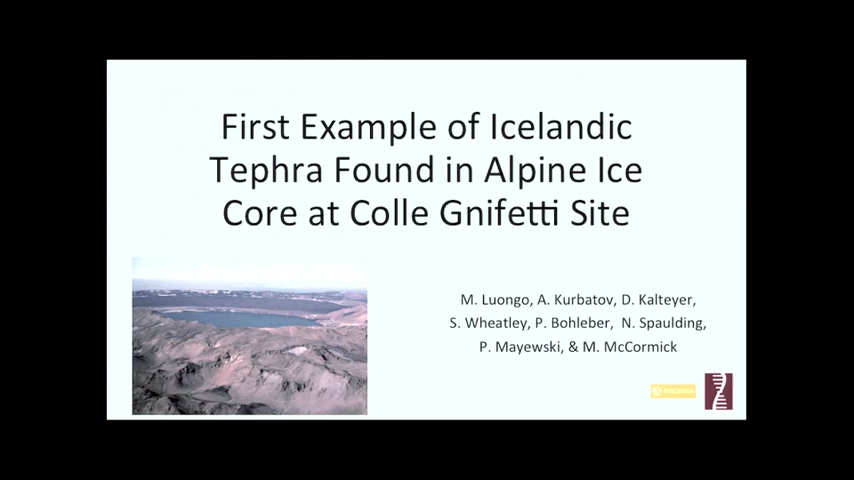 First Example of Icelandic
Tephra Found in Alpine Ice
Core at Colle Gnifetti Site
M. Luongo, A. Kurbatov, D. Kalteyer,
S. Wheatley, P. Bohleber, N. Spaulding,
P. Mayewski, & M. McCormick